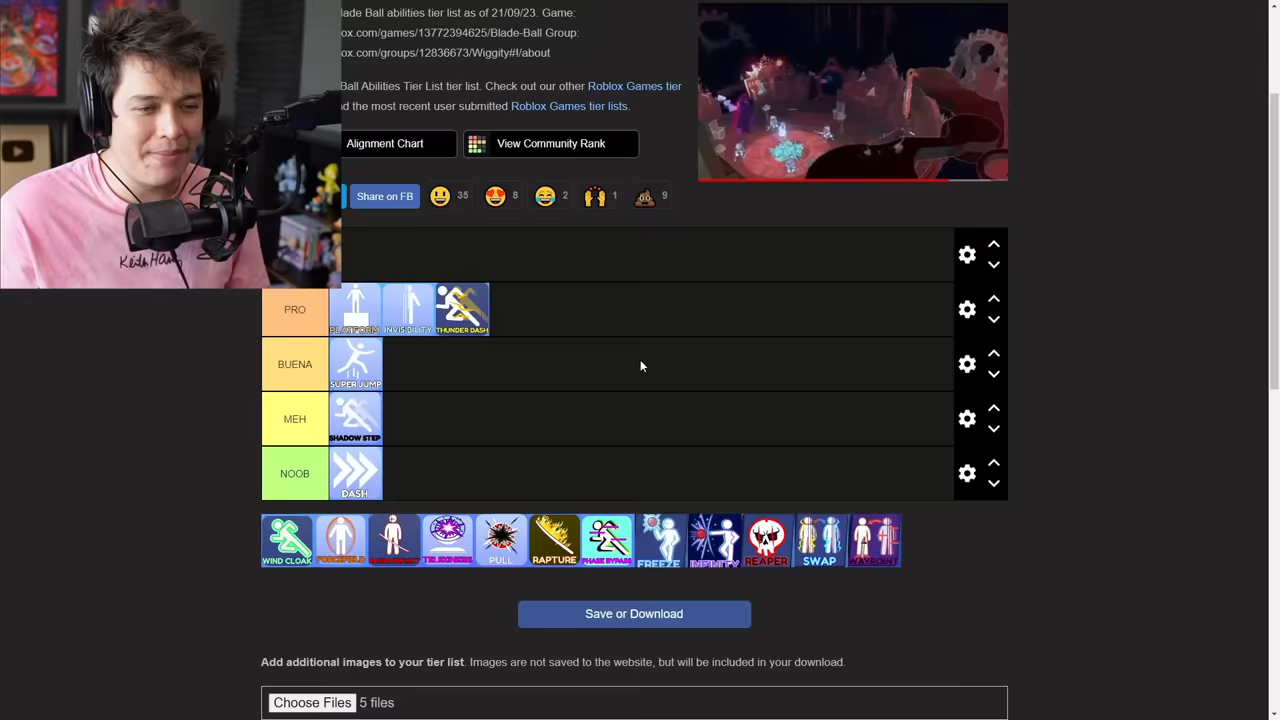 lade Ball abilities tier list as of 21/09/23. Game:
ox.com/games/13772394625/Blade-Ball Group:
ox.com/groups/12836673/Wiggity#!/about
Ball Abilities Tier List tier list. Check out our other Roblox Games tier
d the most recent user submitted Roblox Games tier lists.
Alignment Chart
View Community Rank
Share on FB
35
8
2
1
9
Keith Har
PRO
PLATFORM
INVISIBILITY
THUNDER DASH
BUENA
SUPER JUMP
MEH
SHADOW STEP
NOOB
DASH
WIND CLOAK
FORCEFIELD
TELEKINESIS
PULL
RAPTURE
PHASE BYPASS
FREEZE
INFINITY
REAPER
SWAP
WAYPOINT
Save or Download
Add additional images to your tier list. Images are not saved to the website, but will be included in your download.
Choose Files 5 files